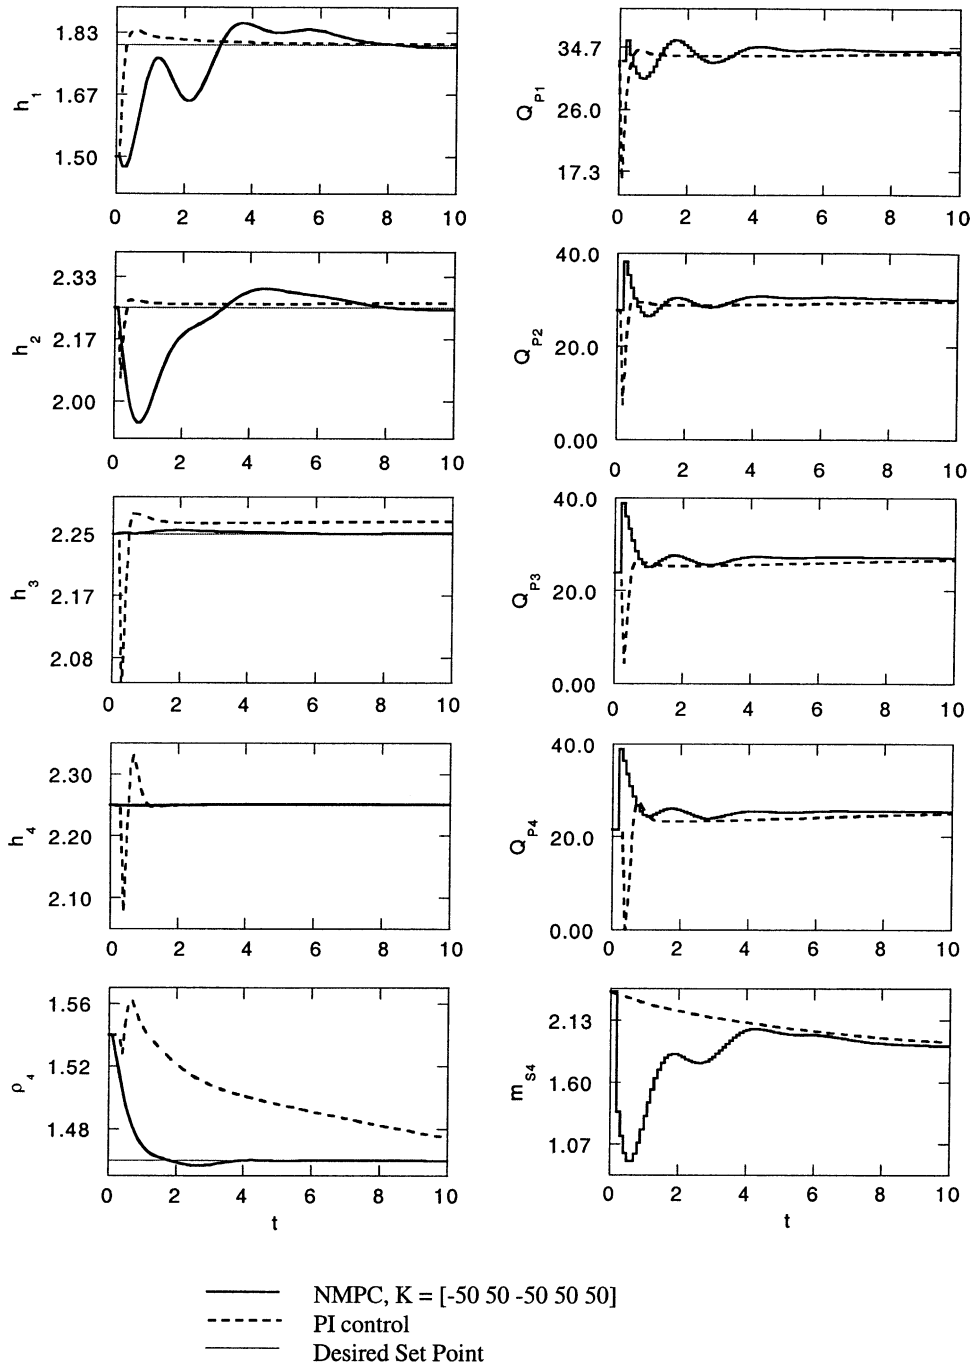 1.83
1.67
1.50
h1
0 2 4 6 8 10
34.7
26.0
17.3
QP1
0 2 4 6 8 10
2.33
2.17
2.00
h2
0 2 4 6 8 10
40.0
20.0
0.00
QP2
0 2 4 6 8 10
2.25
2.17
2.08
h3
0 2 4 6 8 10
40.0
20.0
0.00
QP3
0 2 4 6 8 10
2.30
2.20
2.10
h4
0 2 4 6 8 10
40.0
20.0
0.00
QP4
0 2 4 6 8 10
1.56
1.52
1.48
ρ4
0 2 4 6 8 10
t
2.13
1.60
1.07
mS4
0 2 4 6 8 10
t
NMPC, K = [-50 50 -50 50 50]
PI control
Desired Set Point